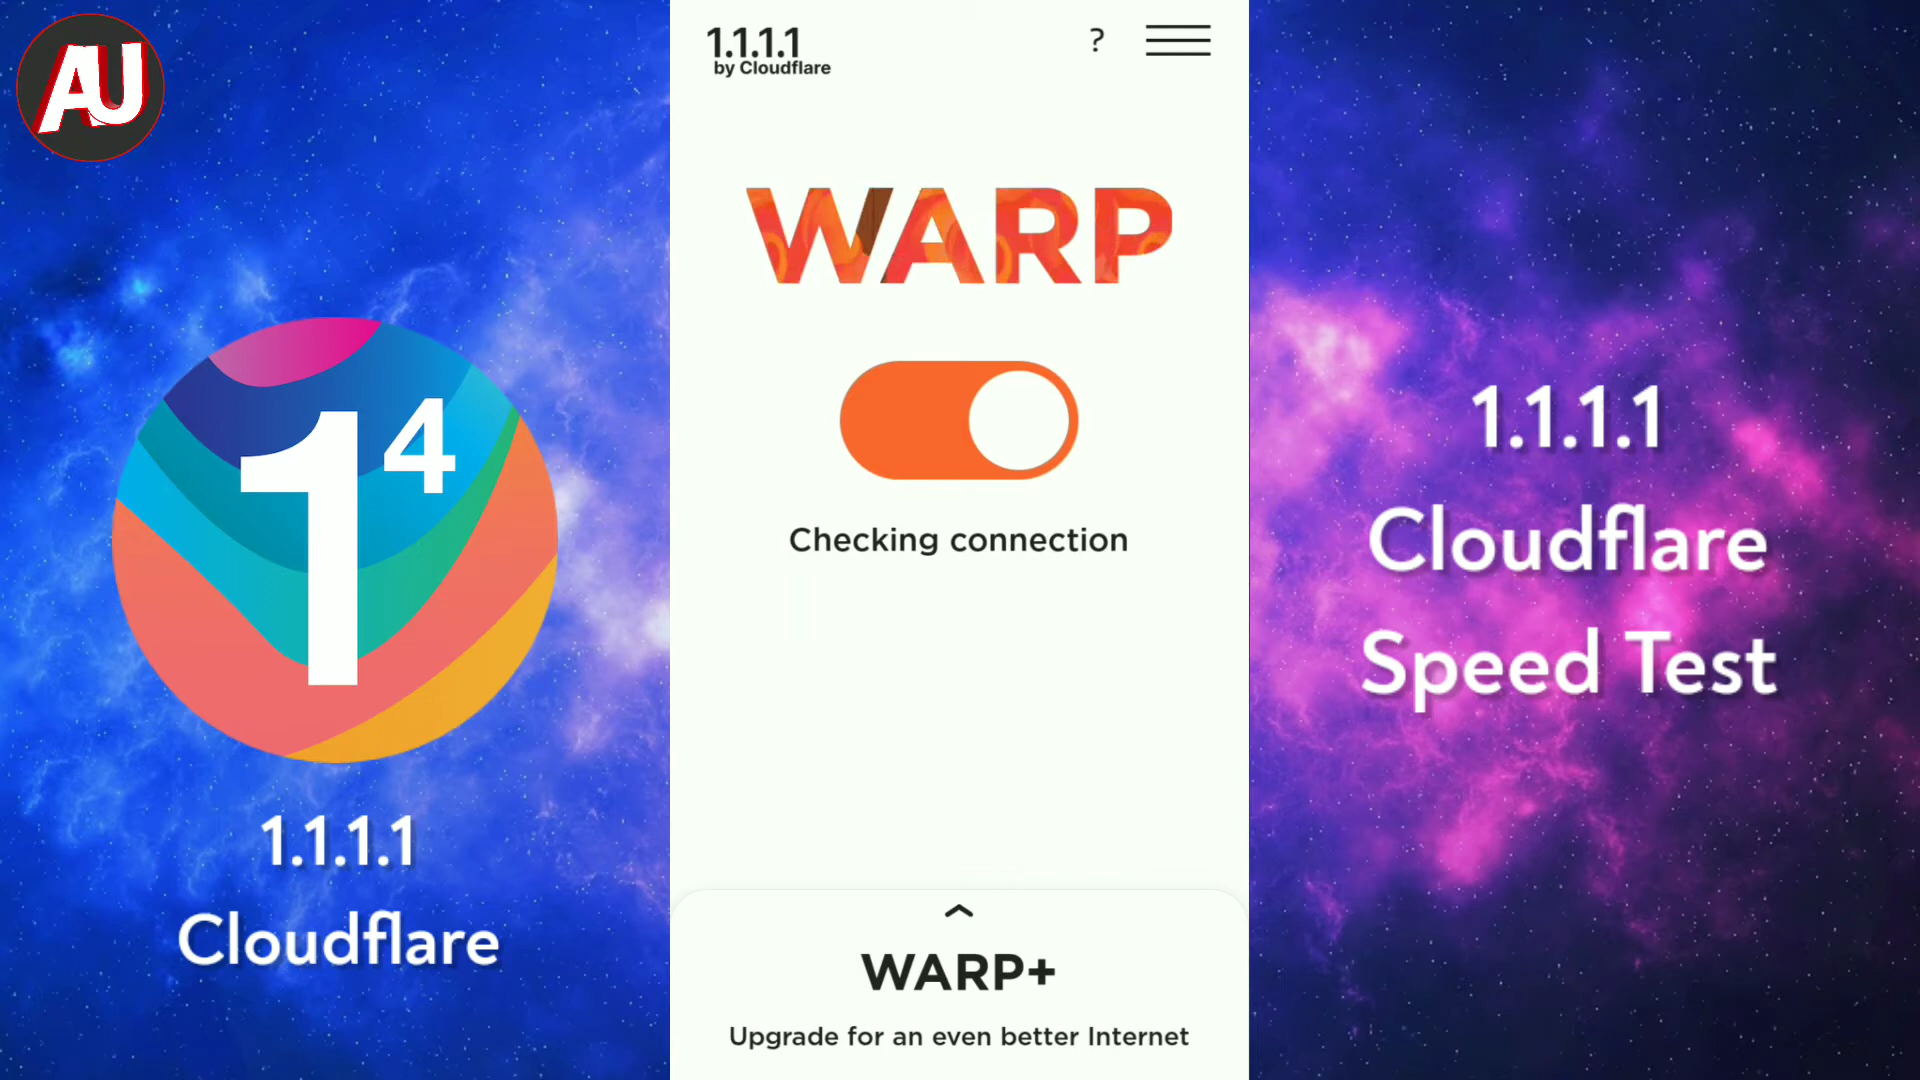 AU
1⁴
1.1.1.1
Cloudflare
1.1.1.1
by Cloudflare
?
WARP
Checking connection
WARP+
Upgrade for an even better Internet
1.1.1.1
Cloudflare
Speed Test